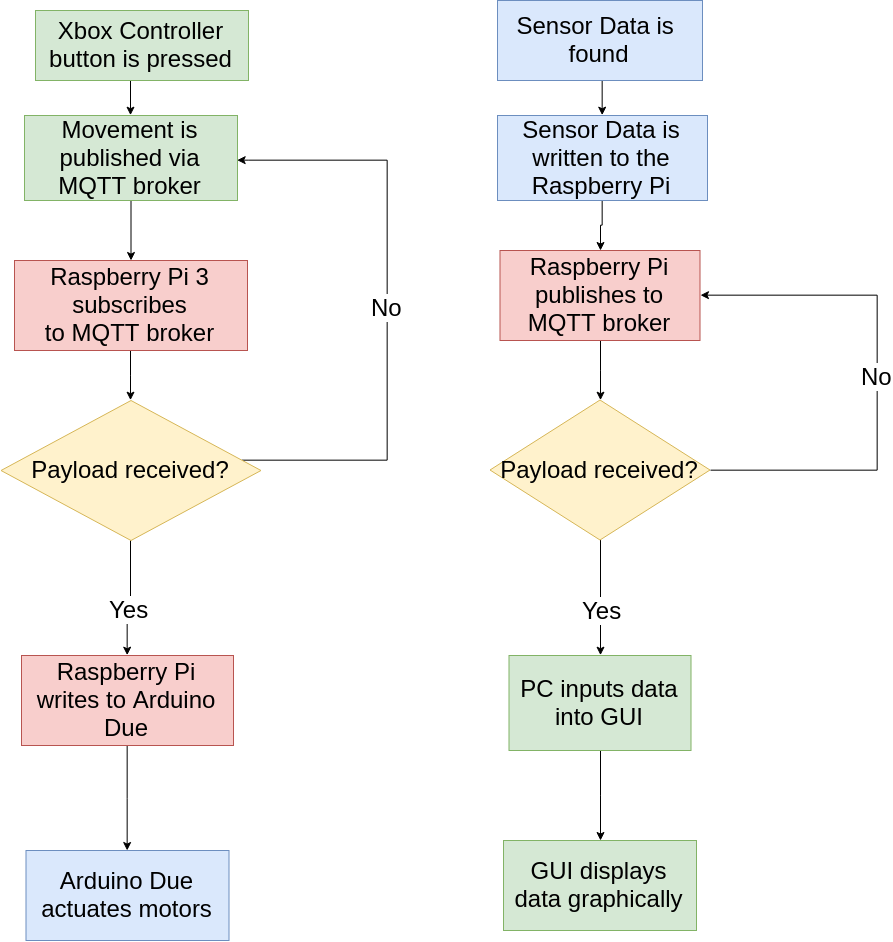 Xbox Controller
button is pressed
Movement is
published via
MQTT broker
Raspberry Pi 3
subscribes
to MQTT broker
No
Payload received?
Yes
Raspberry Pi
writes to Arduino
Due
Arduino Due
actuates motors
Sensor Data is
found
Sensor Data is
written to the
Raspberry Pi
Raspberry Pi
publishes to
MQTT broker
No
Payload received?
Yes
PC inputs data
into GUI
GUI displays
data graphically